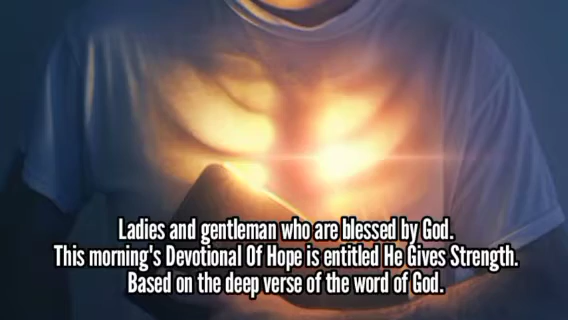 Ladies and gentleman who are blessed by God.
This morning's Devotional Of Hope is entitled He Gives Strength.
Based on the deep verse of the word of God.